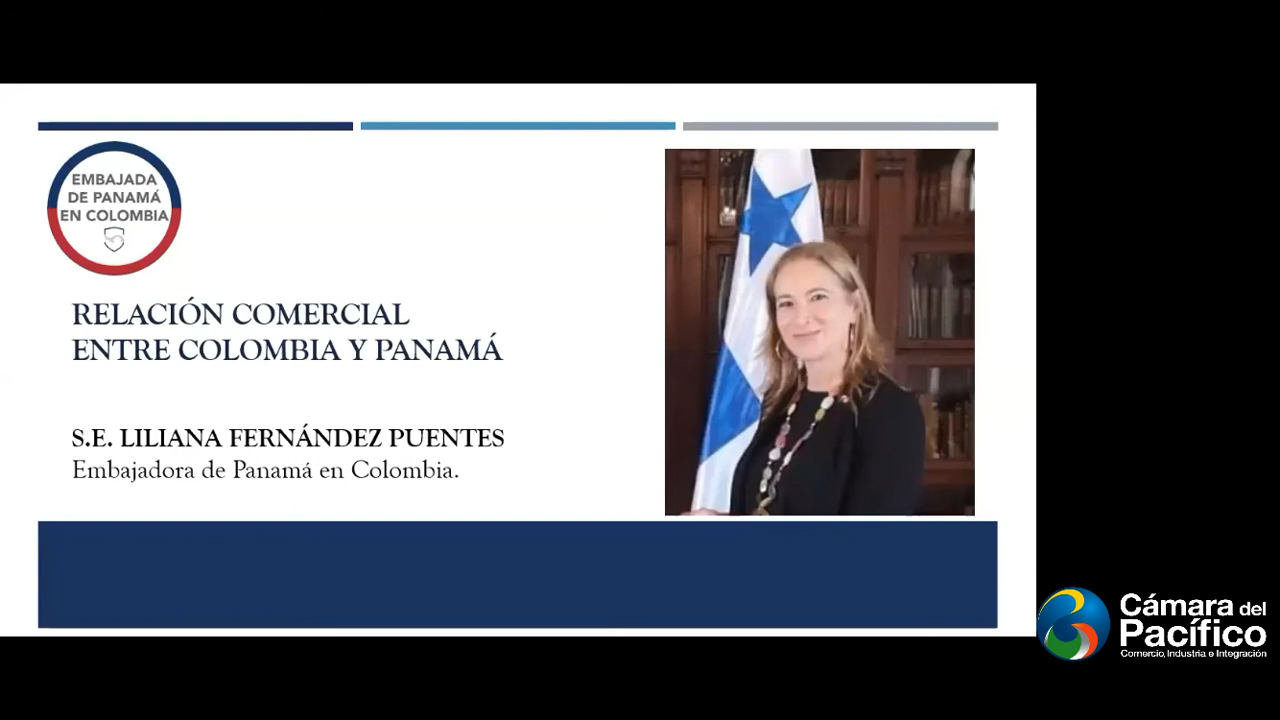 EMBAJADA
DE PANAMÁ
EN COLOMBIA
RELACIÓN COMERCIAL
ENTRE COLOMBIA Y PANAMÁ
S.E. LILIANA FERNÁNDEZ PUENTES
Embajadora de Panamá en Colombia.
Cámara del
Pacífico
Comercio, Industria e Integración